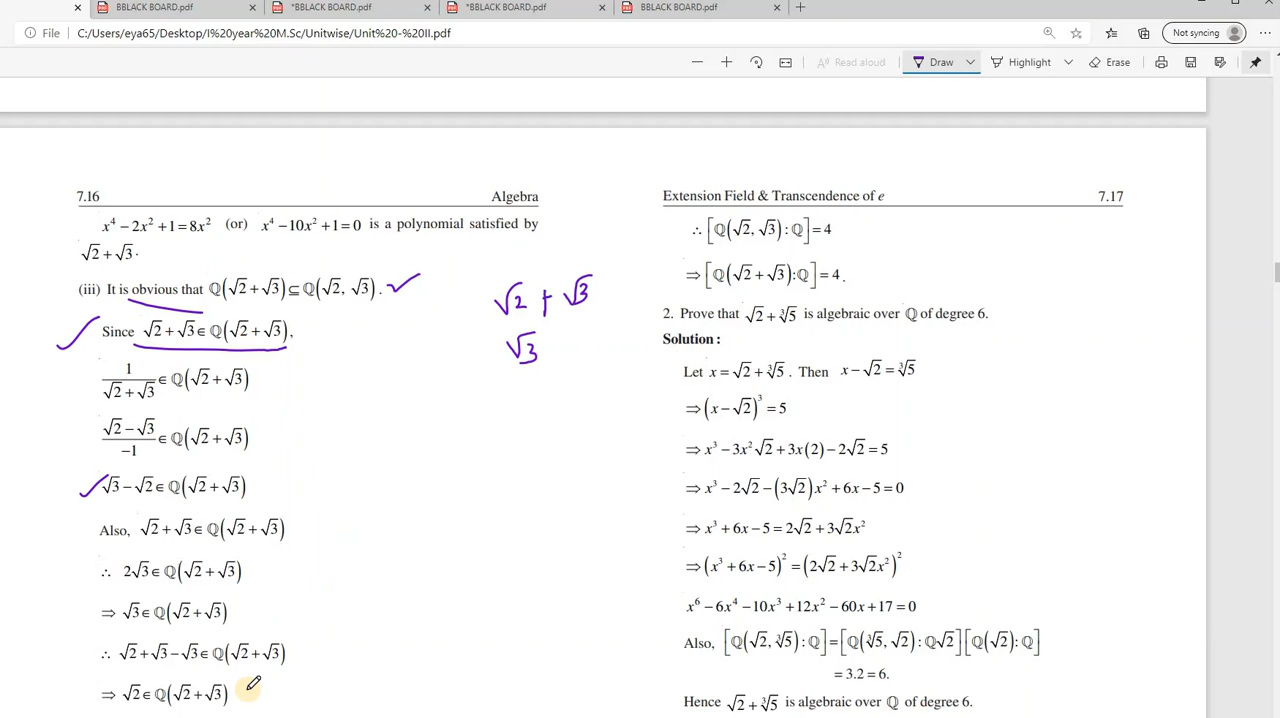 BBLACK BOARD.pdf
*BBLACK BOARD.pdf
*BBLACK BOARD.pdf
BBLACK BOARD.pdf
File C:/Users/eya65/Desktop/I%20year%20M.Sc/Unitwise/Unit%20-%20II.pdf
Not syncing
Read aloud
Draw
Highlight
Erase
7.16 Algebra
x⁴ − 2x² + 1 = 8x² (or) x⁴ − 10x² + 1 = 0 is a polynomial satisfied by
√2 + √3.
(iii) It is obvious that ℚ(√2 + √3) ⊆ ℚ(√2, √3).
Since √2 + √3 ∈ ℚ(√2 + √3),
1/(√2 + √3) ∈ ℚ(√2 + √3)
(√2 − √3)/−1 ∈ ℚ(√2 + √3)
√3 − √2 ∈ ℚ(√2 + √3)
Also, √2 + √3 ∈ ℚ(√2 + √3)
∴ 2√3 ∈ ℚ(√2 + √3)
⇒ √3 ∈ ℚ(√2 + √3)
∴ √2 + √3 − √3 ∈ ℚ(√2 + √3)
⇒ √2 ∈ ℚ(√2 + √3)
√2 + √3
√3
Extension Field & Transcendence of e 7.17
∴ [ℚ(√2, √3) : ℚ] = 4
⇒ [ℚ(√2 + √3) : ℚ] = 4.
2. Prove that √2 + ∛5 is algebraic over ℚ of degree 6.
Solution :
Let x = √2 + ∛5. Then x − √2 = ∛5
⇒ (x − √2)³ = 5
⇒ x³ − 3x²√2 + 3x(2) − 2√2 = 5
⇒ x³ − 2√2 − (3√2)x² + 6x − 5 = 0
⇒ x³ + 6x − 5 = 2√2 + 3√2x²
⇒ (x³ + 6x − 5)² = (2√2 + 3√2x²)²
x⁶ − 6x⁴ − 10x³ + 12x² − 60x + 17 = 0
Also, [ℚ(√2, ∛5) : ℚ] = [ℚ(∛5, √2) : ℚ√2][ℚ(√2) : ℚ]
= 3.2 = 6.
Hence √2 + ∛5 is algebraic over ℚ of degree 6.